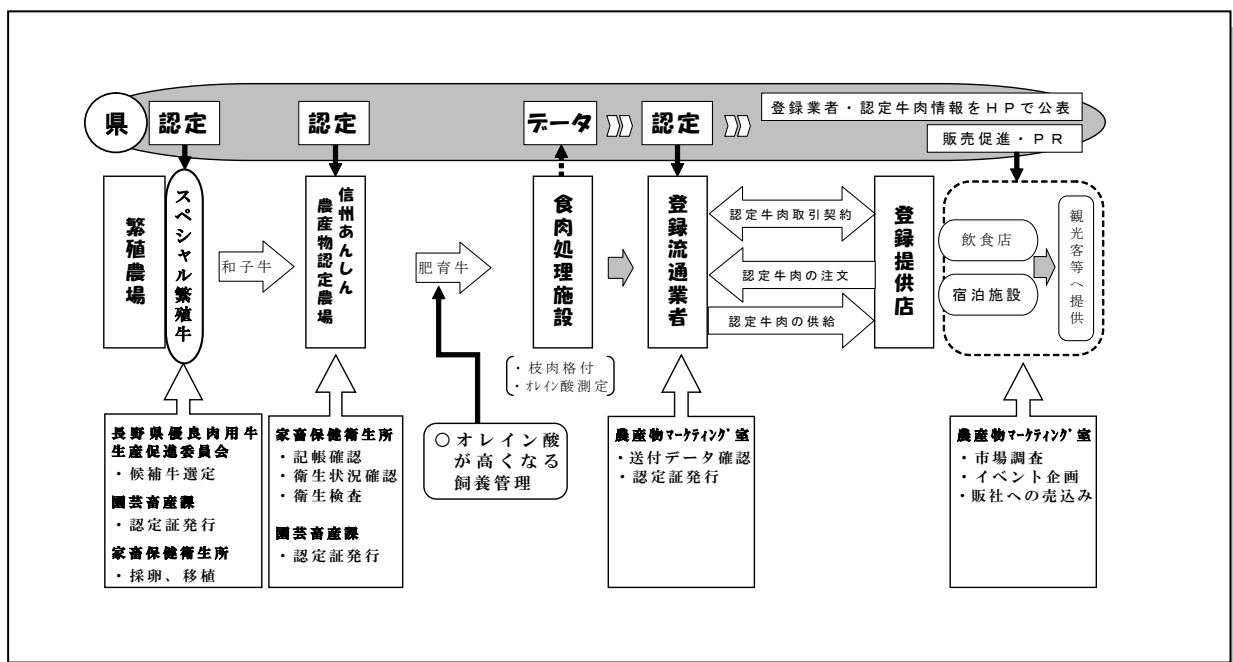 県
認定
認定
データ
認定
登録業者・認定牛肉情報をHPで公表
販売促進・PR
繁殖農場
スペシャル繁殖牛
和子牛
信州あんしん
農産物認定農場
肥育牛
食肉処理施設
・枝肉格付
・オレイン酸測定
登録流通業者
認定牛肉取引契約
認定牛肉の注文
認定牛肉の供給
登録提供店
飲食店
宿泊施設
観光客等へ提供
長野県優良肉用牛
生産促進委員会
・候補牛選定
園芸畜産課
・認定証発行
家畜保健衛生所
・採卵、移植
家畜保健衛生所
・記帳確認
・衛生状況確認
・衛生検査
園芸畜産課
・認定証発行
○オレイン酸
が高くなる
飼養管理
農産物マーケティング室
・送付データ確認
・認定証発行
農産物マーケティング室
・市場調査
・イベント企画
・販社への売込み